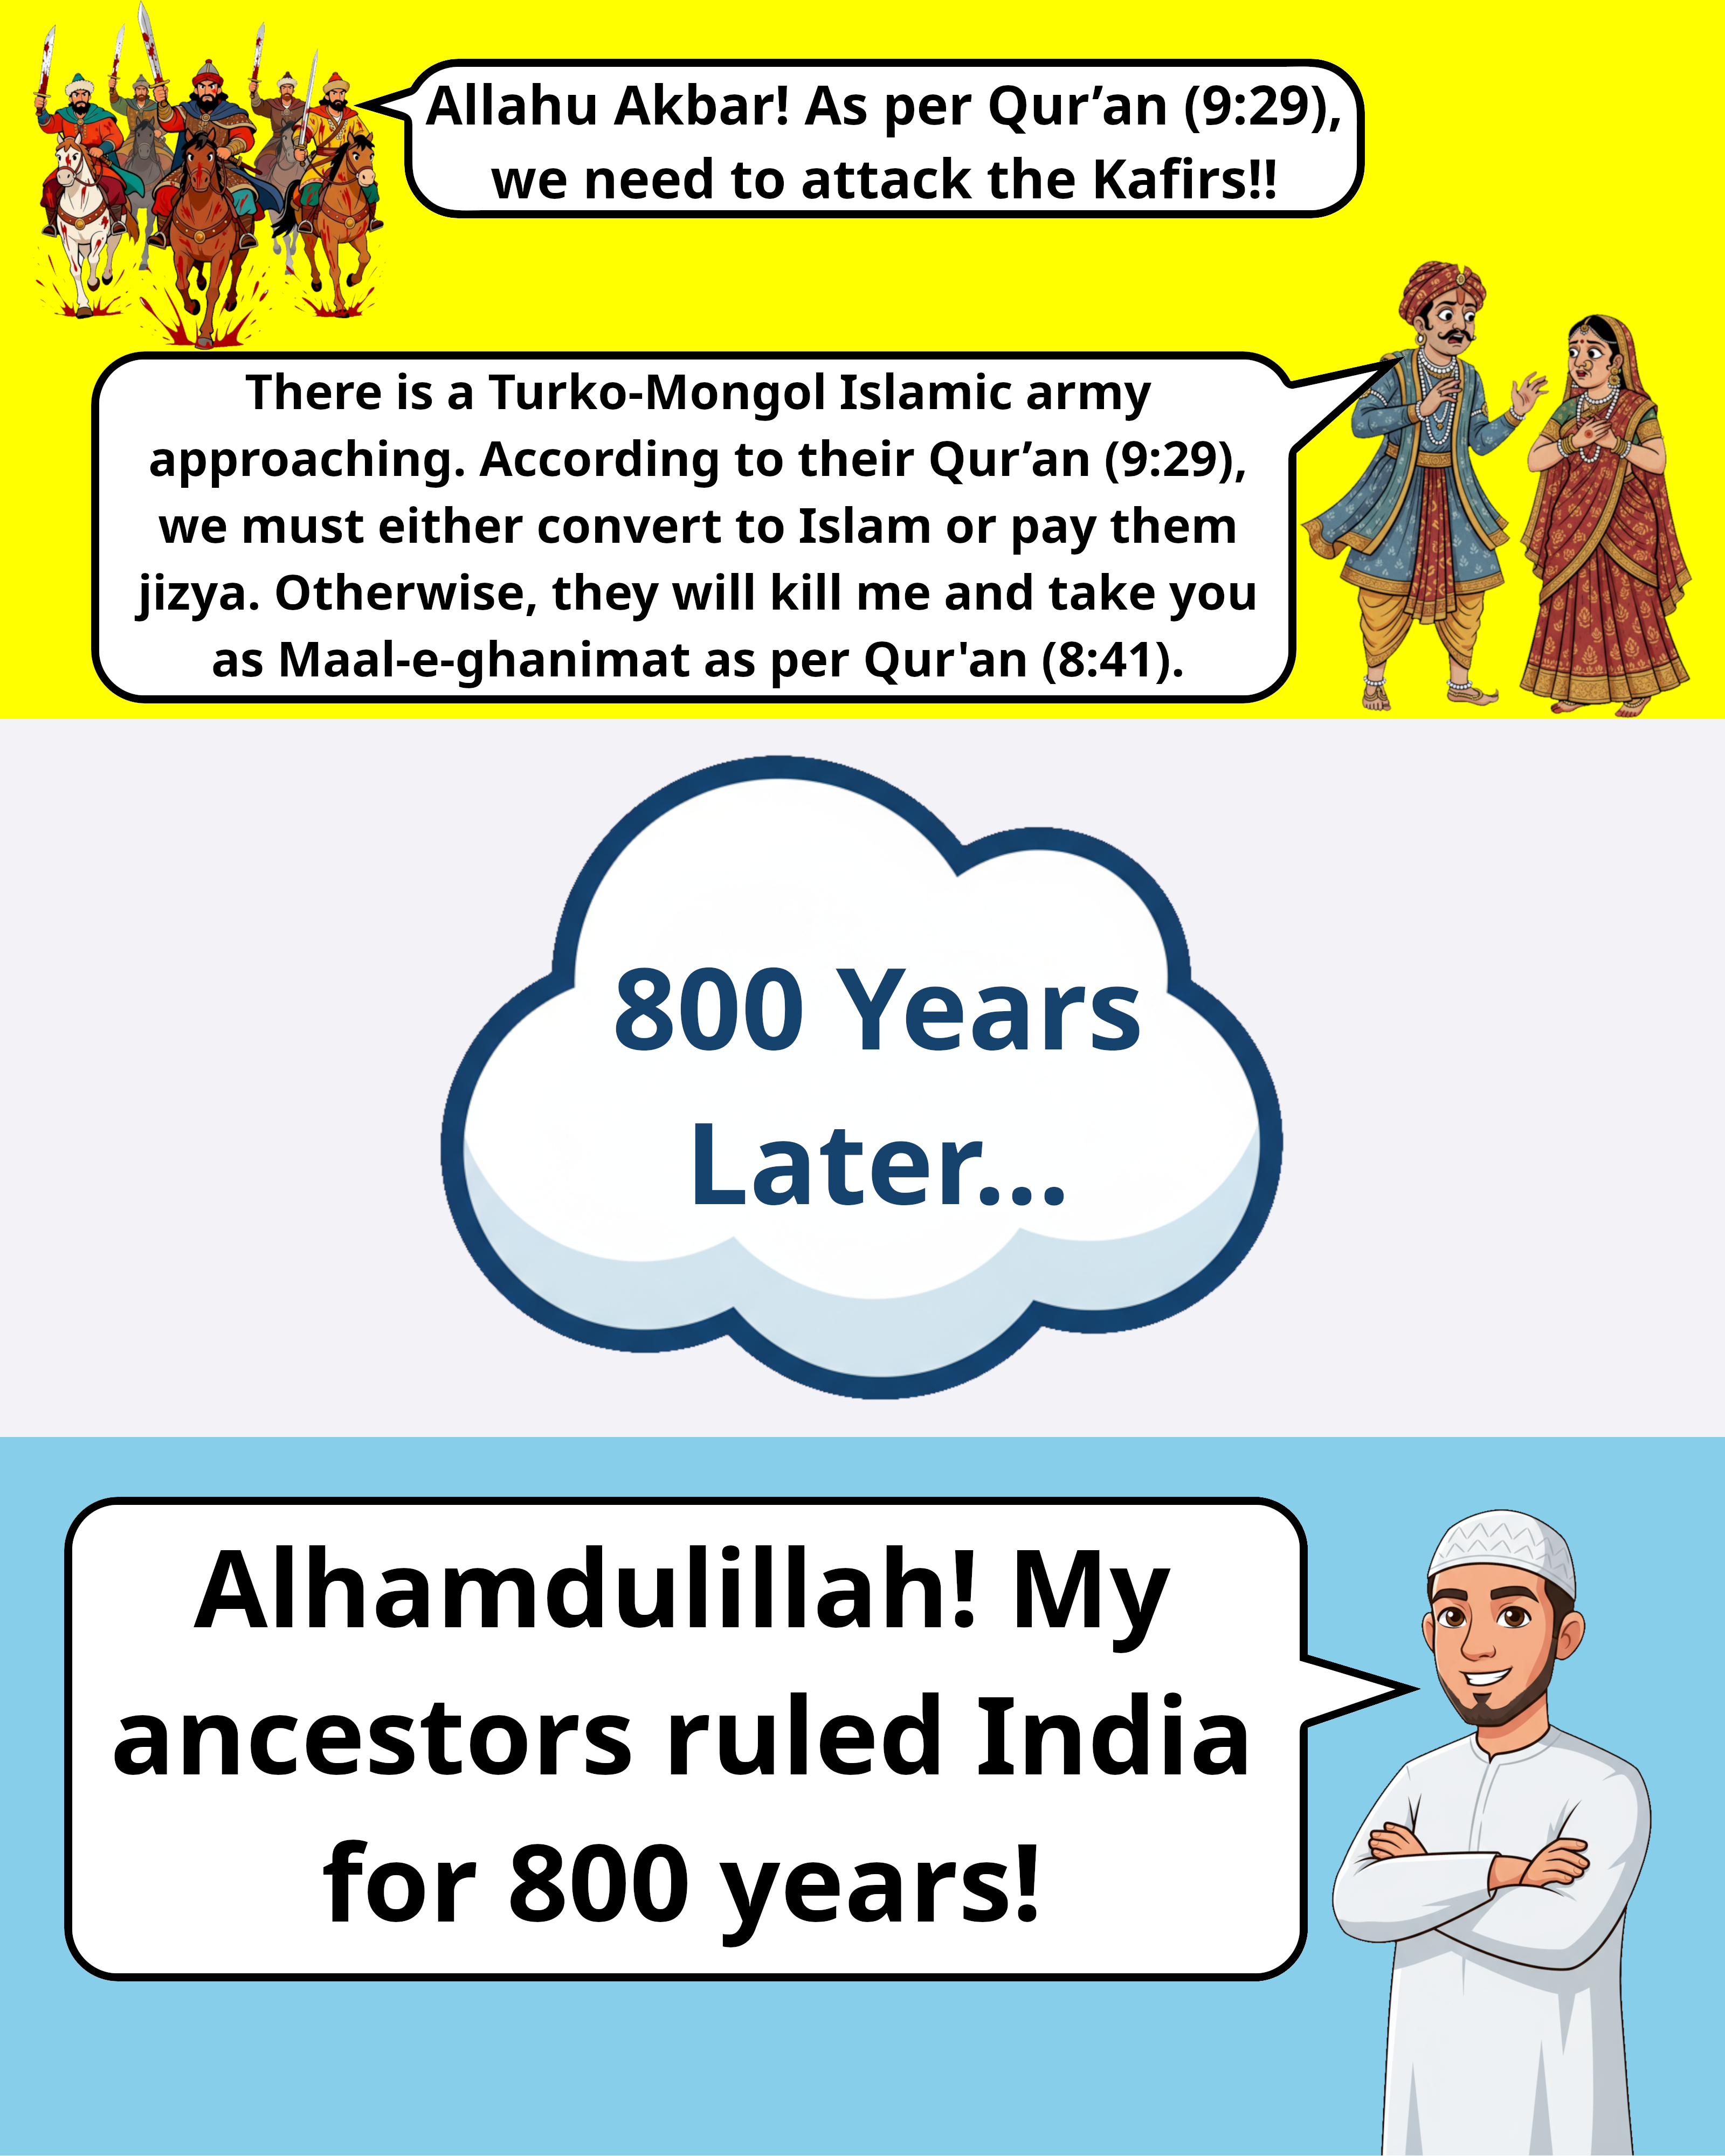 Allahu Akbar! As per Qur’an (9:29),
we need to attack the Kafirs!!
There is a Turko-Mongol Islamic army
approaching. According to their Qur’an (9:29),
we must either convert to Islam or pay them
jizya. Otherwise, they will kill me and take you
as Maal-e-ghanimat as per Qur'an (8:41).
800 Years
Later...
Alhamdulillah! My
ancestors ruled India
for 800 years!